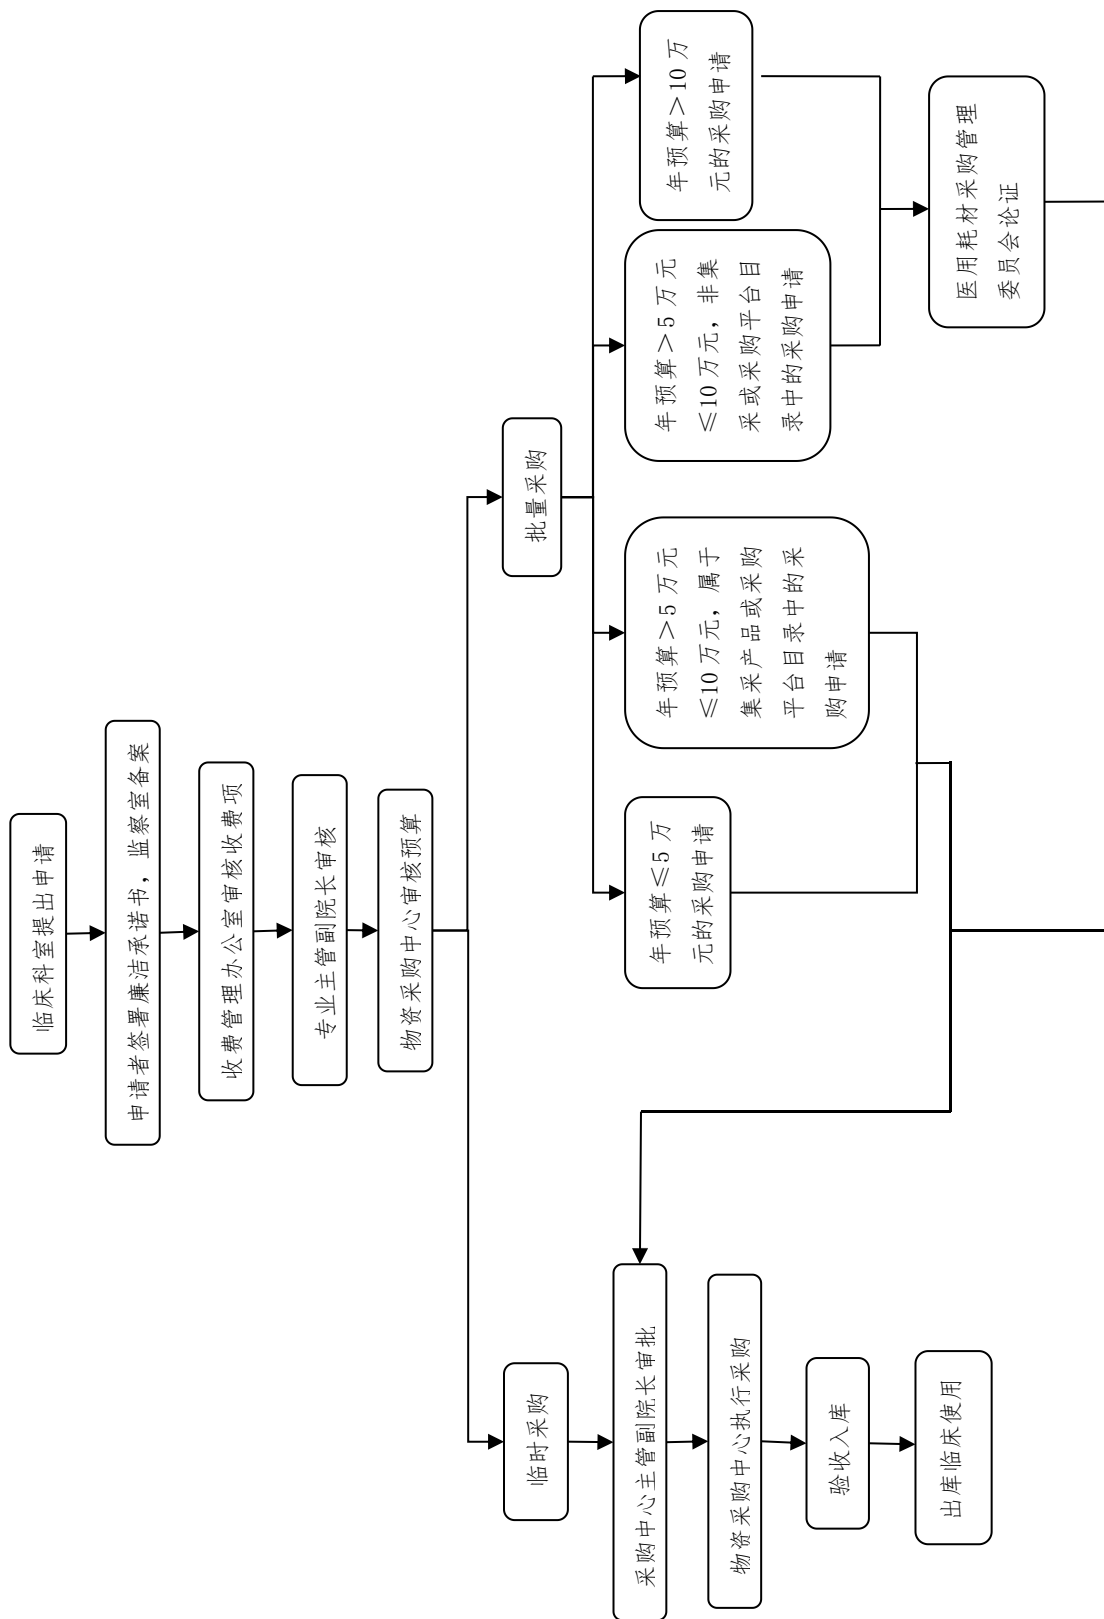 临床科室提出申请
申请者签署廉洁承诺书，监察室备案
收费管理办公室审核收费项
专业主管副院长审核
物资采购中心审核预算
临时采购
批量采购
采购中心主管副院长审批
物资采购中心执行采购
验收入库
出库临床使用
年预算≤5 万
元的采购申请
年预算＞5 万元
≤10 万元，属于
集采产品或采购
平台目录中的采
购申请
年预算＞5 万元
≤10 万元，非集
采或采购平台目
录中的采购申请
年预算＞10 万
元的采购申请
医用耗材采购管理
委员会论证